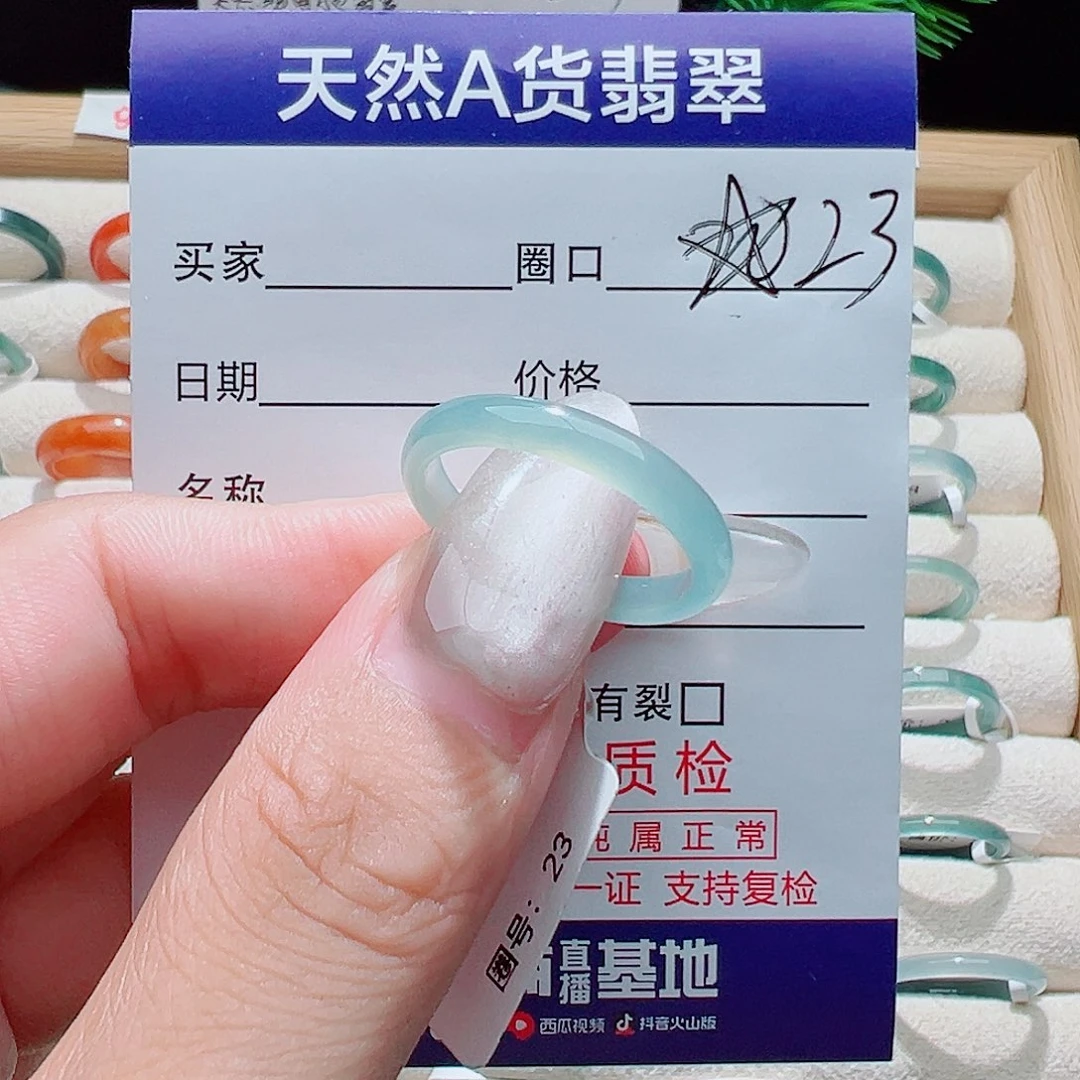 天然A货翡翠
买家 圈口 23
日期 价格
名称
有裂□
质检
属正常
一证 支持复检
直播基地
西瓜视频 抖音火山版
圈号：23